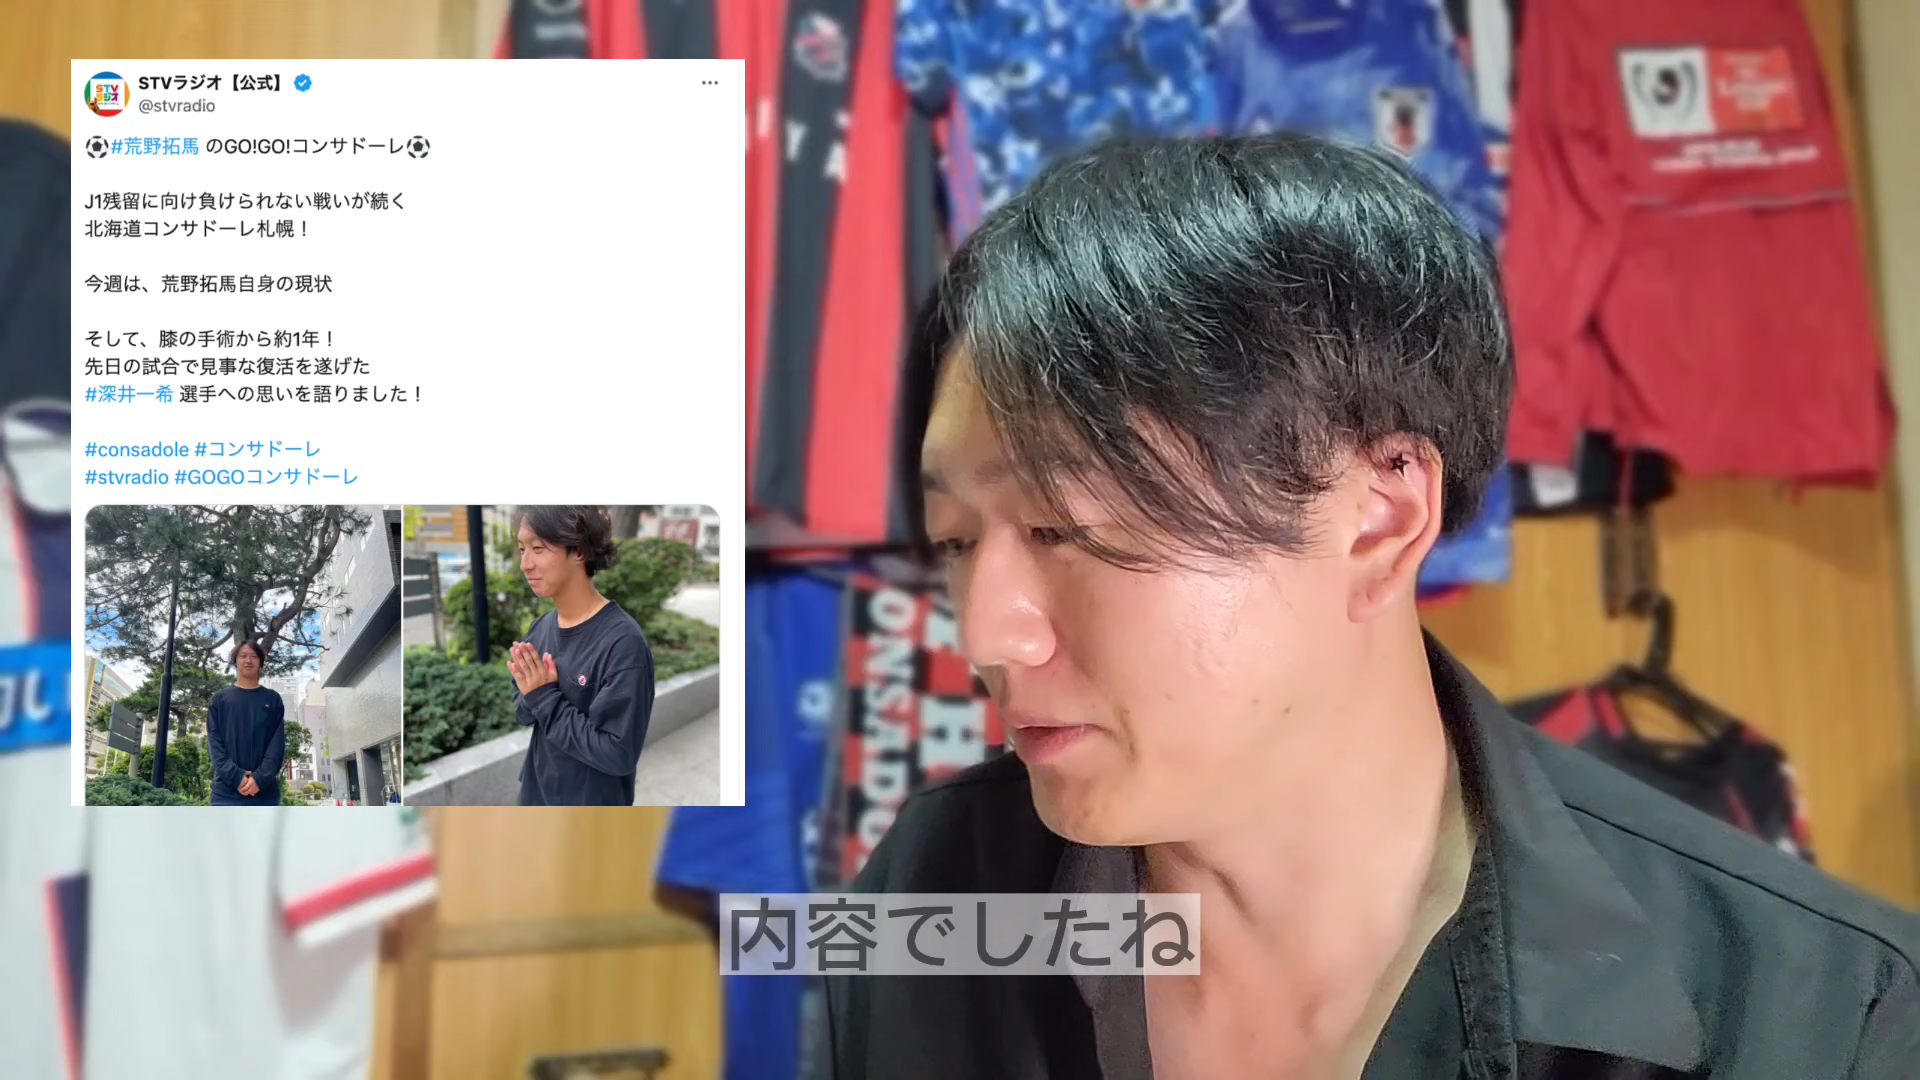 STVラジオ【公式】
@stvradio
#荒野拓馬 のGO!GO!コンサドーレ
J1残留に向け負けられない戦いが続く
北海道コンサドーレ札幌！
今週は、荒野拓馬自身の現状
そして、膝の手術から約1年！
先日の試合で見事な復活を遂げた
#深井一希 選手への思いを語りました！
#consadole #コンサドーレ
#stvradio #GOGOコンサドーレ
内容でしたね